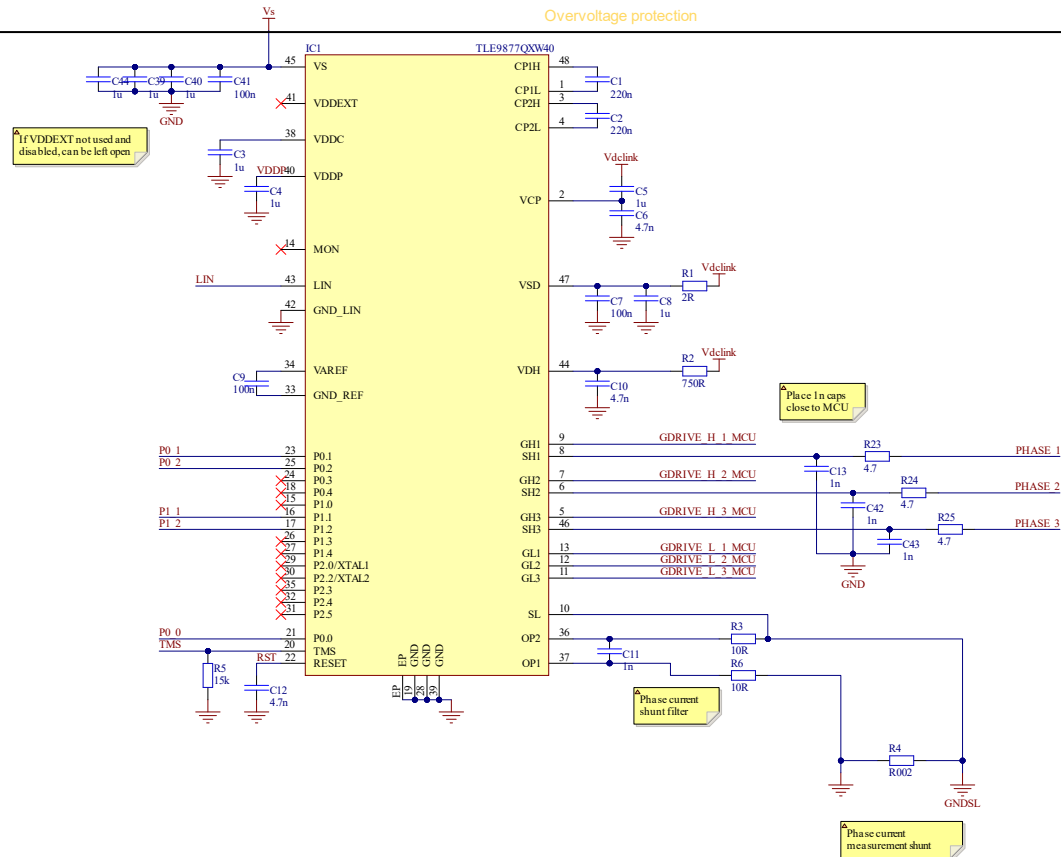 Vs
Overvoltage protection
IC1
TLE9877QXW40
45 VS
CP1H 48
C44
1u
C39
1u
C40
1u
C41
100n
C1
220n
CP1L 1
41 VDDEXT
CP2H 3
GND
C2
220n
CP2L 4
If VDDEXT not used and
disabled, can be left open
38 VDDC
C3
1u
Vdclink
VDDP
40 VDDP
C4
1u
C5
1u
VCP 2
C6
4.7n
14 MON
Vdclink
LIN
43 LIN
VSD 47
R1
2R
C7
100n
C8
1u
42 GND_LIN
Vdclink
34 VAREF
VDH 44
R2
750R
C9
100n
C10
4.7n
33 GND_REF
Place 1n caps
close to MCU
GH1 9 GDRIVE_H_1_MCU
P0_1 23 P0.1
SH1 8
R23
4.7
PHASE_1
P0_2 25 P0.2
C13
1n
24 P0.3
GH2 7 GDRIVE_H_2_MCU
18 P0.4
SH2 6
R24
4.7
PHASE_2
15 P1.0
C42
1n
P1_1 16 P1.1
GH3 5 GDRIVE_H_3_MCU
P1_2 17 P1.2
SH3 46
R25
4.7
PHASE_3
26 P1.3
C43
1n
27 P1.4
GL1 13 GDRIVE_L_1_MCU
29 P2.0/XTAL1
GL2 12 GDRIVE_L_2_MCU
30 P2.2/XTAL2
GL3 11 GDRIVE_L_3_MCU
GND
35 P2.3
32 P2.4
31 P2.5
SL 10
P0_0 21 P0.0
OP2 36
R3
10R
TMS 20 TMS
C11
1n
RST 22 RESET
OP1 37
R6
10R
R5
15k
C12
4.7n
EP GND GND GND
EP 19 28 39
Phase current
shunt filter
R4
R002
GNDSL
Phase current
measurement shunt